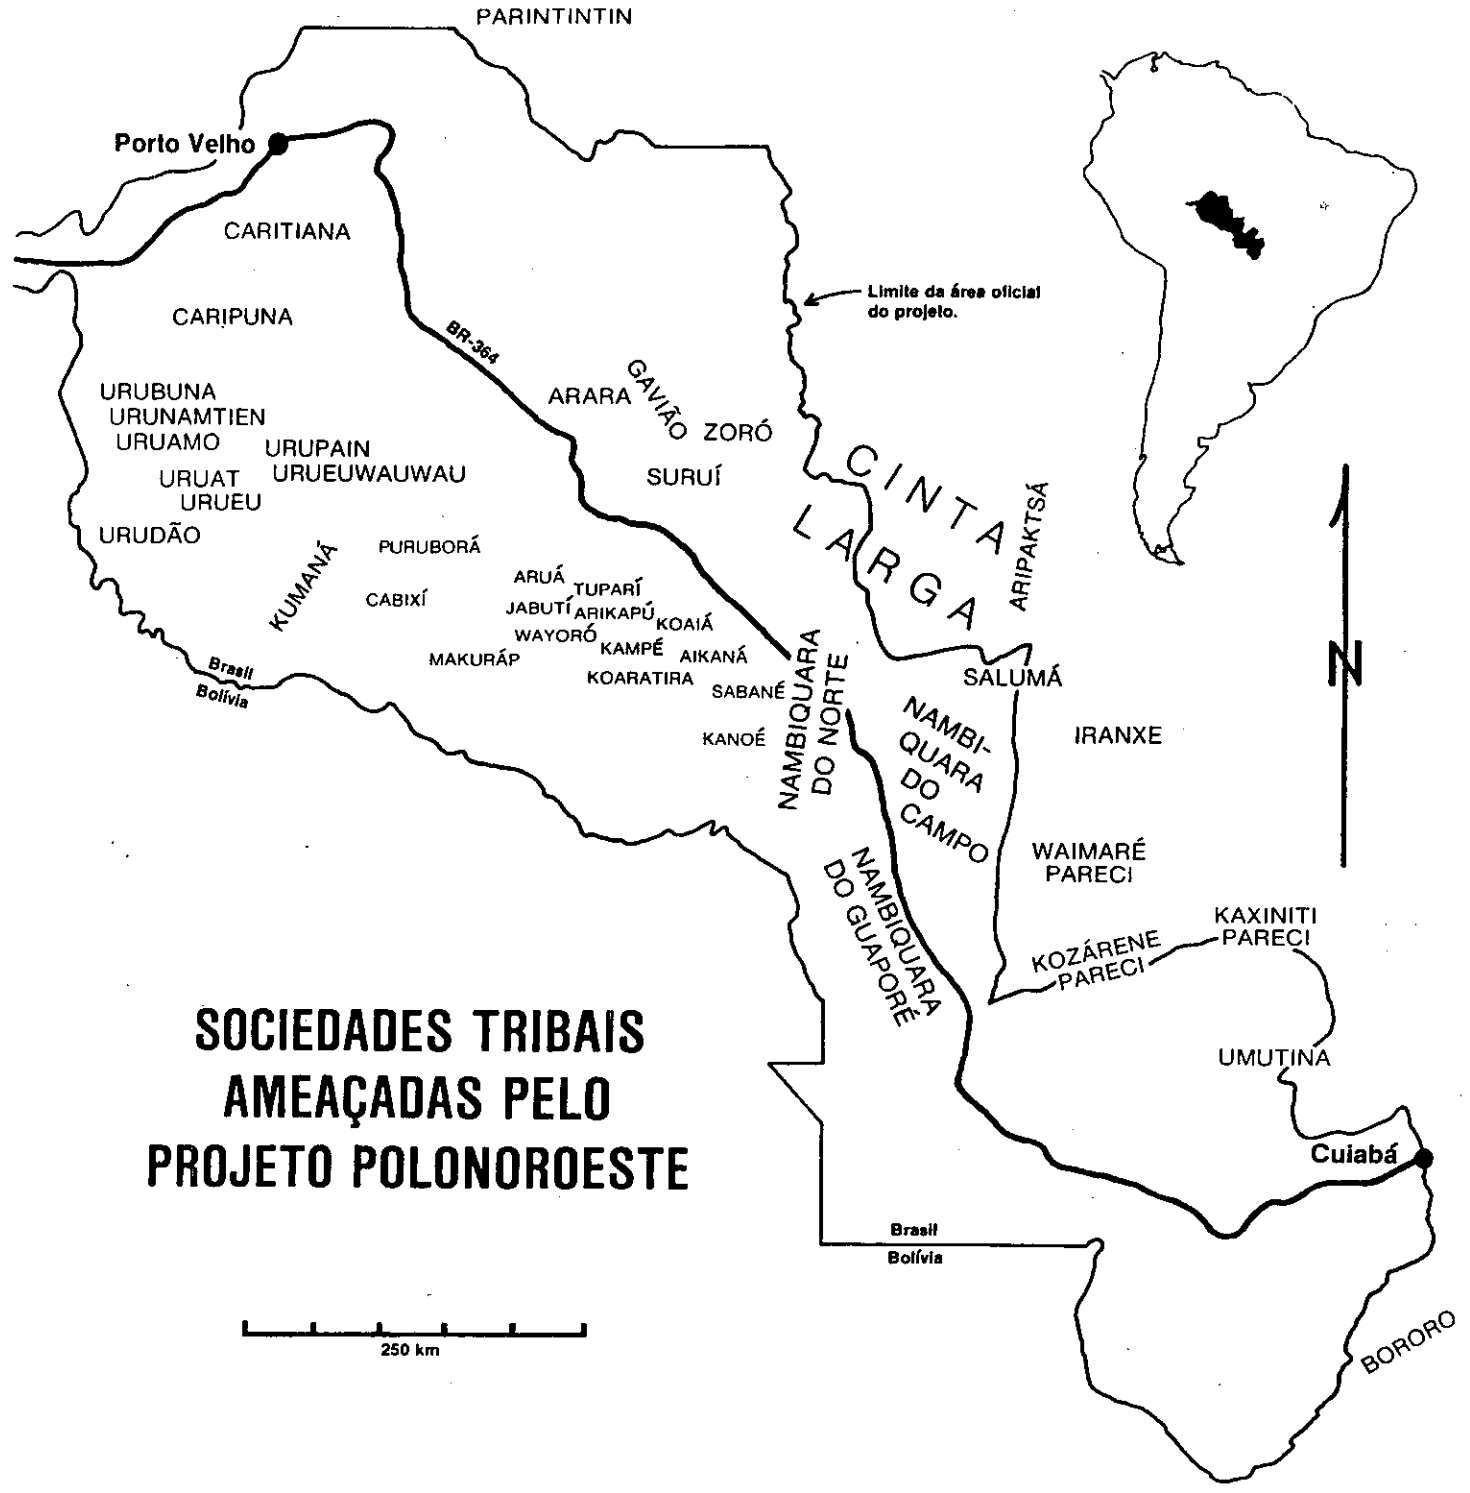 PARINTINTIN
Porto Velho
CARITIANA
Limite da área oficial
do projeto.
CARIPUNA
BR-364
ARARA
GAVIÃO
ZORÓ
SURUÍ
URUBUNA
URUNAMTIEN
URUAMO
URUPAIN
URUAT
URUEUWAUWAU
URUEU
URUDÃO
CINTA
LARGA
ARIPAKTSÁ
KUMANÁ
PURUBORÁ
CABIXÍ
ARUÁ
TUPARÍ
JABUTÍ
ARIKAPÚ
KOAIÁ
WAYORÓ
KAMPÉ
AIKANÁ
MAKURÁP
KOARATIRA
SABANÉ
KANOÉ
Brasil
Bolívia
NAMBIQUARA
DO NORTE
SALUMÁ
NAMBI-
QUARA
DO
CAMPO
IRANXE
N
WAIMARÉ
PARECI
NAMBIQUARA
DO GUAPORÉ
KAXINITI
PARECI
KOZÁRENE
PARECI
UMUTINA
Cuiabá
SOCIEDADES TRIBAIS
AMEAÇADAS PELO
PROJETO POLONOROESTE
Brasil
Bolívia
250 km
BORORO